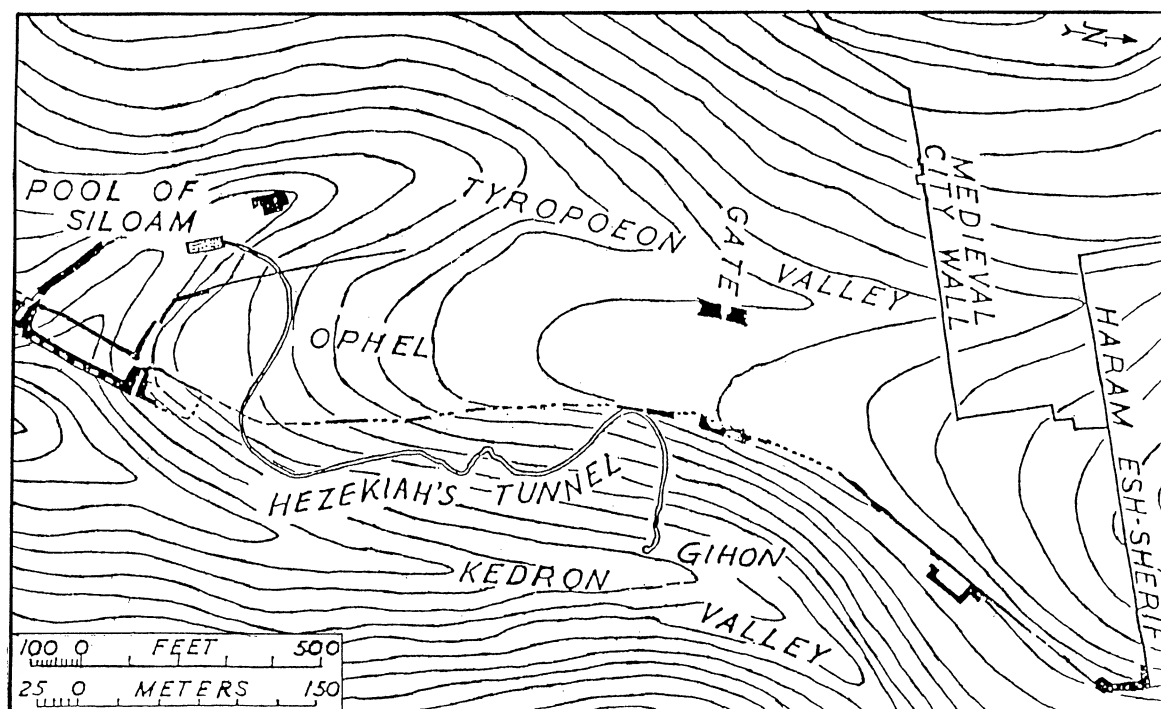 N
POOL OF
SILOAM
TYROPOEON
VALLEY
GATE
MEDIEVAL
CITY WALL
HARAM ESH-SHERIF
OPHEL
HEZEKIAH'S TUNNEL
GIHON
KEDRON
VALLEY
100 0 FEET 500
25 0 METERS 150